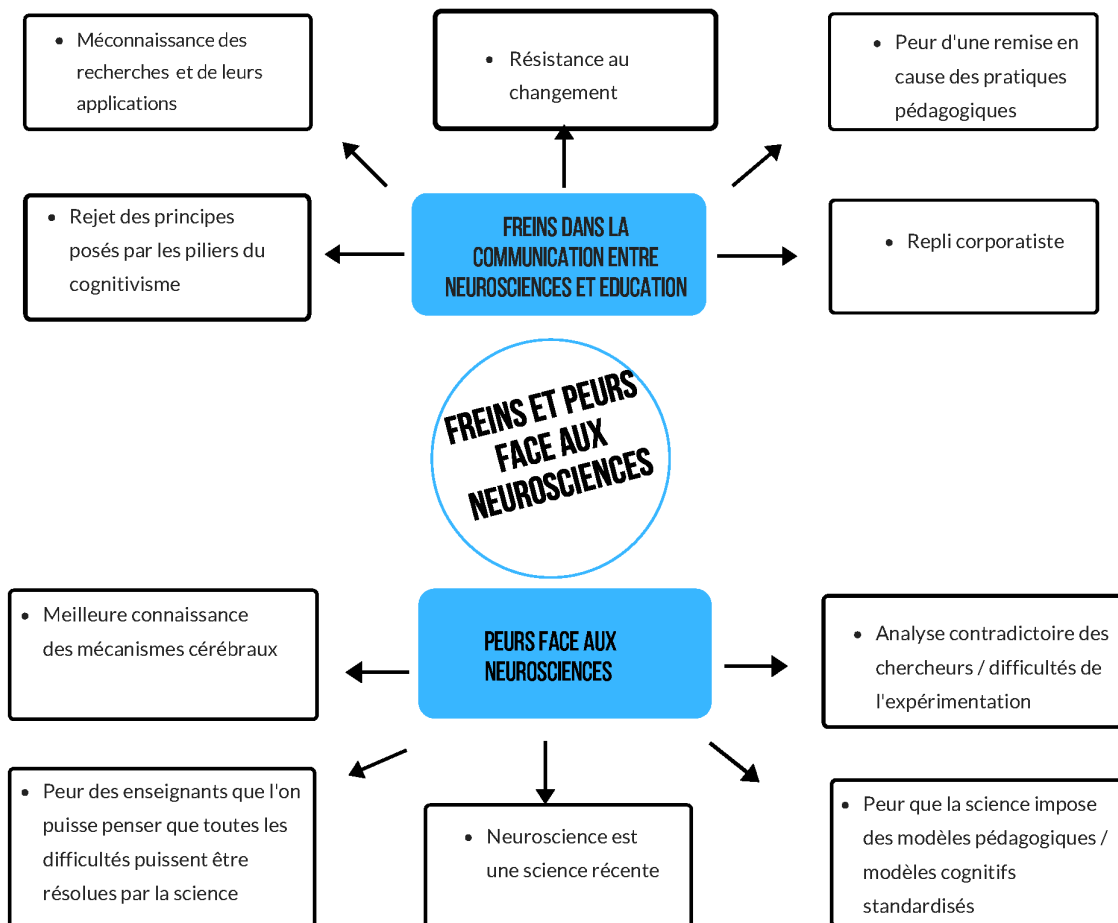 • Méconnaissance des
recherches et de leurs
applications
• Résistance au
changement
• Peur d'une remise en
cause des pratiques
pédagogiques
• Rejet des principes
posés par les piliers du
cognitivisme
FREINS DANS LA
COMMUNICATION ENTRE
NEUROSCIENCES ET EDUCATION
• Repli corporatiste
FREINS ET PEURS
FACE AUX
NEUROSCIENCES
• Meilleure connaissance
des mécanismes cérébraux
PEURS FACE AUX
NEUROSCIENCES
• Analyse contradictoire des
chercheurs / difficultés de
l'expérimentation
• Peur des enseignants que l'on
puisse penser que toutes les
difficultés puissent être
résolues par la science
• Neuroscience est
une science récente
• Peur que la science impose
des modèles pédagogiques /
modèles cognitifs
standardisés